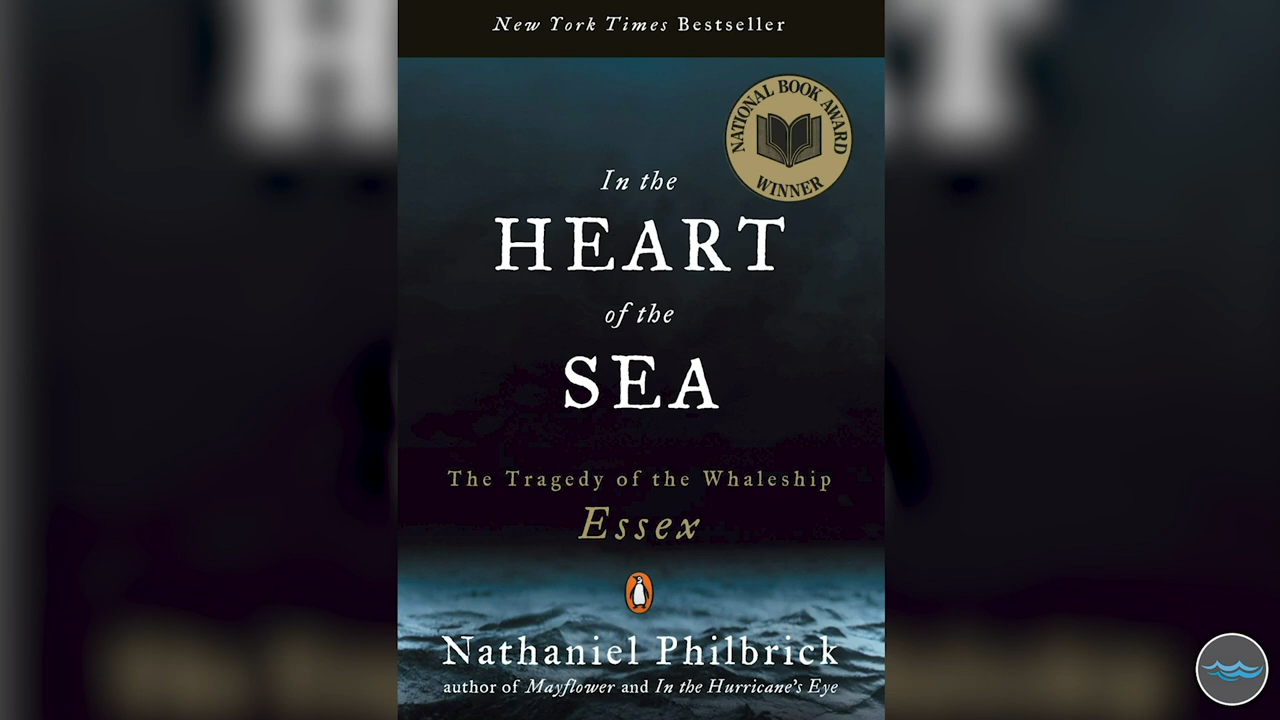 New York Times Bestseller
NATIONAL BOOK AWARD
WINNER
In the
HEART
of the
SEA
The Tragedy of the Whaleship
Essex
Nathaniel Philbrick
author of Mayflower and In the Hurricane's Eye